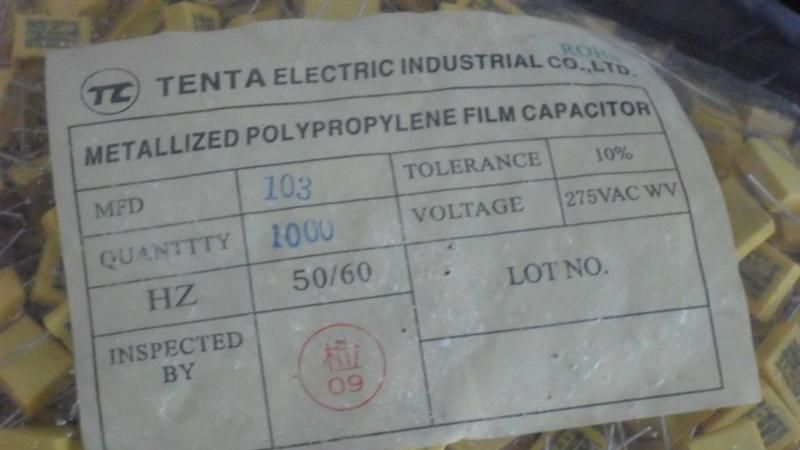 ROHS
TC TENTA ELECTRIC INDUSTRIAL CO.,LTD.
METALLIZED POLYPROPYLENE FILM CAPACITOR
MFD 103 TOLERANCE 10%
QUANTTTY 1000 VOLTAGE 275VAC WV
HZ 50/60 LOT NO.
INSPECTED
BY
检
09